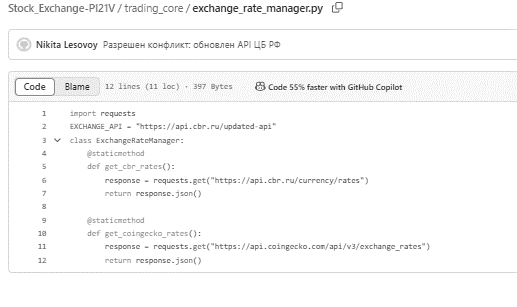 Stock_Exchange-PI21V / trading_core / exchange_rate_manager.py
Nikita Lesovoy Разрешен конфликт: обновлен API ЦБ РФ
Code Blame 12 lines (11 loc) · 397 Bytes Code 55% faster with GitHub Copilot
1 import requests
2 EXCHANGE_API = "https://api.cbr.ru/updated-api"
3 class ExchangeRateManager:
4 @staticmethod
5 def get_cbr_rates():
6 response = requests.get("https://api.cbr.ru/currency/rates")
7 return response.json()
8
9 @staticmethod
10 def get_coingecko_rates():
11 response = requests.get("https://api.coingecko.com/api/v3/exchange_rates")
12 return response.json()